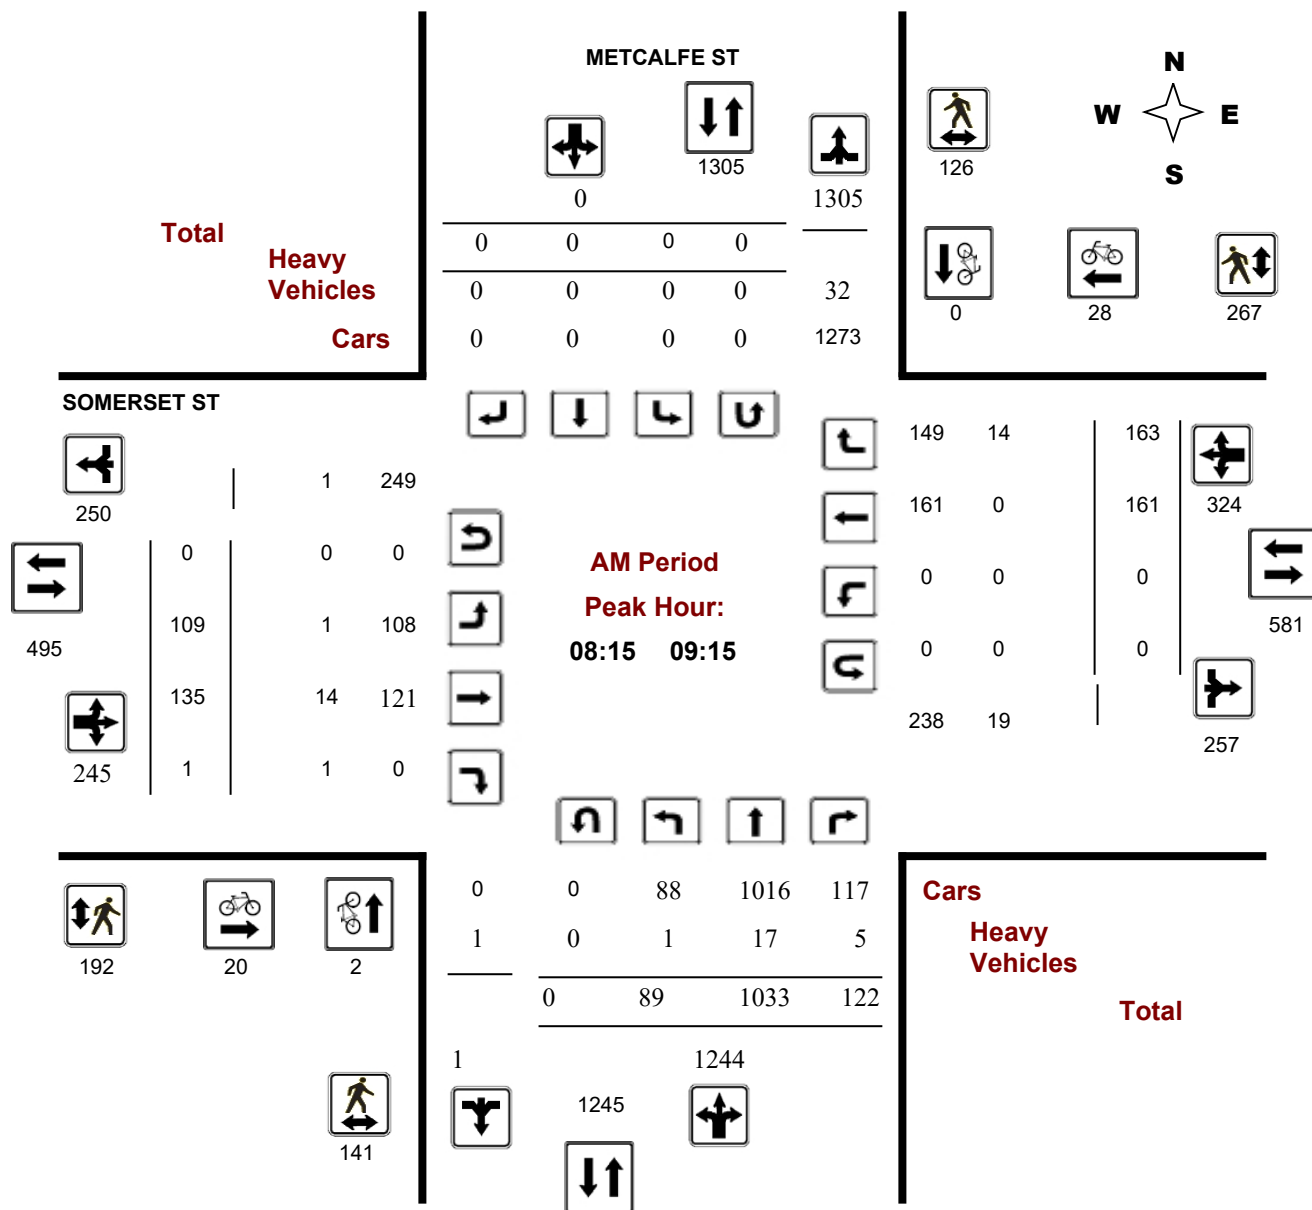 METCALFE ST
N
W E
S
1305
126
0 1305
Total
0 0 0 0
Heavy
Vehicles
0 0 0 0 32
0 28 267
Cars
0 0 0 0 1273
SOMERSET ST
149 14 163
1 249
250
161 0 161 324
0 0 0
AM Period
0 0 0
Peak Hour:
109 1 108
581
495
08:15 09:15
0 0 0
135 14 121
238 19
257
245
1 0
1
0 0 88 1016 117
Cars
1 0 1 17 5
Heavy
Vehicles
192 20 2
0 89 1033 122
Total
1 1244
1245
141